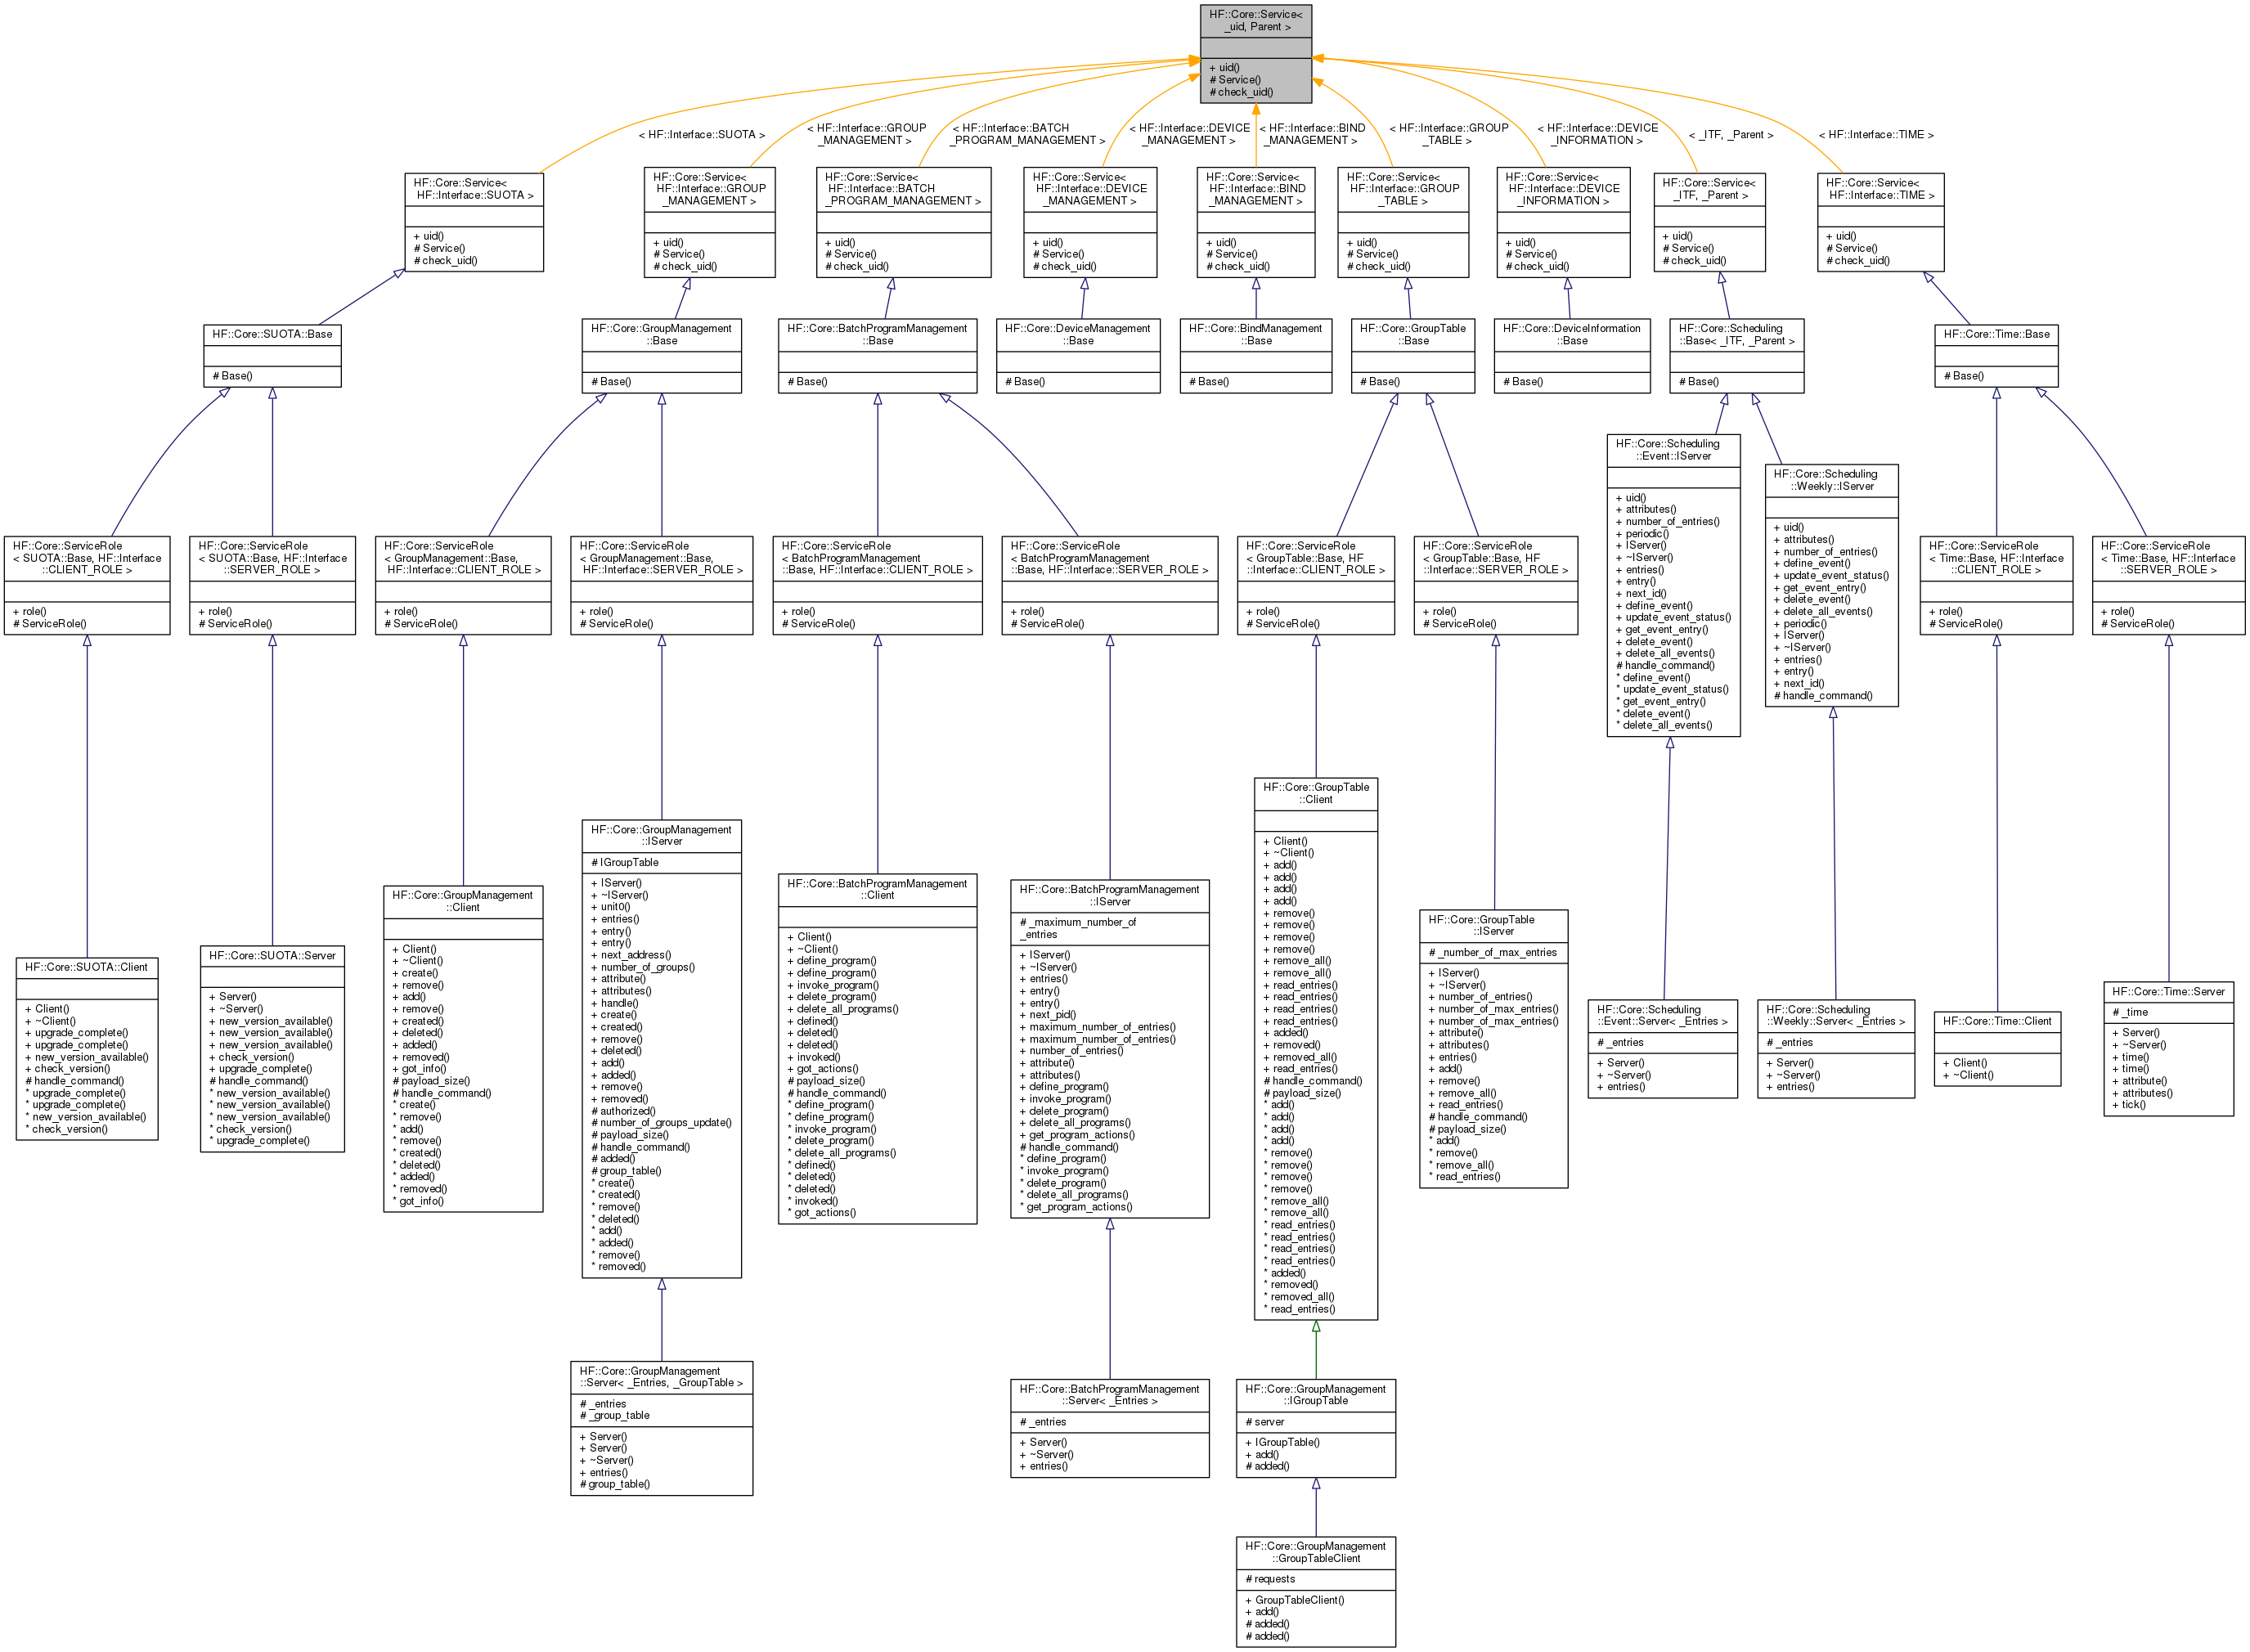 HF::Core::Service<
_uid, Parent >
+ uid()
# Service()
# check_uid()
< HF::Interface::SUOTA >
< HF::Interface::GROUP
_MANAGEMENT >
< HF::Interface::BATCH
_PROGRAM_MANAGEMENT >
< HF::Interface::DEVICE
_MANAGEMENT >
< HF::Interface::BIND
_MANAGEMENT >
< HF::Interface::GROUP
_TABLE >
< HF::Interface::DEVICE
_INFORMATION >
< _ITF, _Parent >
< HF::Interface::TIME >
HF::Core::Service<
HF::Interface::SUOTA >
+ uid()
# Service()
# check_uid()
HF::Core::Service<
HF::Interface::GROUP
_MANAGEMENT >
+ uid()
# Service()
# check_uid()
HF::Core::Service<
HF::Interface::BATCH
_PROGRAM_MANAGEMENT >
+ uid()
# Service()
# check_uid()
HF::Core::Service<
HF::Interface::DEVICE
_MANAGEMENT >
+ uid()
# Service()
# check_uid()
HF::Core::Service<
HF::Interface::BIND
_MANAGEMENT >
+ uid()
# Service()
# check_uid()
HF::Core::Service<
HF::Interface::GROUP
_TABLE >
+ uid()
# Service()
# check_uid()
HF::Core::Service<
HF::Interface::DEVICE
_INFORMATION >
+ uid()
# Service()
# check_uid()
HF::Core::Service<
_ITF, _Parent >
+ uid()
# Service()
# check_uid()
HF::Core::Service<
HF::Interface::TIME >
+ uid()
# Service()
# check_uid()
HF::Core::SUOTA::Base
# Base()
HF::Core::GroupManagement
::Base
# Base()
HF::Core::BatchProgramManagement
::Base
# Base()
HF::Core::DeviceManagement
::Base
# Base()
HF::Core::BindManagement
::Base
# Base()
HF::Core::GroupTable
::Base
# Base()
HF::Core::DeviceInformation
::Base
# Base()
HF::Core::Scheduling
::Base< _ITF, _Parent >
# Base()
HF::Core::Time::Base
# Base()
HF::Core::Scheduling
::Event::IServer
+ uid()
+ attributes()
+ number_of_entries()
+ periodic()
+ IServer()
+ ~IServer()
+ entries()
+ entry()
+ next_id()
+ define_event()
+ update_event_status()
+ get_event_entry()
+ delete_event()
+ delete_all_events()
# handle_command()
* define_event()
* update_event_status()
* get_event_entry()
* delete_event()
* delete_all_events()
HF::Core::Scheduling
::Weekly::IServer
+ uid()
+ attributes()
+ number_of_entries()
+ define_event()
+ update_event_status()
+ get_event_entry()
+ delete_event()
+ delete_all_events()
+ periodic()
+ IServer()
+ ~IServer()
+ entries()
+ entry()
+ next_id()
# handle_command()
HF::Core::ServiceRole
< SUOTA::Base, HF::Interface
::CLIENT_ROLE >
+ role()
# ServiceRole()
HF::Core::ServiceRole
< SUOTA::Base, HF::Interface
::SERVER_ROLE >
+ role()
# ServiceRole()
HF::Core::ServiceRole
< GroupManagement::Base,
HF::Interface::CLIENT_ROLE >
+ role()
# ServiceRole()
HF::Core::ServiceRole
< GroupManagement::Base,
HF::Interface::SERVER_ROLE >
+ role()
# ServiceRole()
HF::Core::ServiceRole
< BatchProgramManagement
::Base, HF::Interface::CLIENT_ROLE >
+ role()
# ServiceRole()
HF::Core::ServiceRole
< BatchProgramManagement
::Base, HF::Interface::SERVER_ROLE >
+ role()
# ServiceRole()
HF::Core::ServiceRole
< GroupTable::Base, HF
::Interface::CLIENT_ROLE >
+ role()
# ServiceRole()
HF::Core::ServiceRole
< GroupTable::Base, HF
::Interface::SERVER_ROLE >
+ role()
# ServiceRole()
HF::Core::ServiceRole
< Time::Base, HF::Interface
::CLIENT_ROLE >
+ role()
# ServiceRole()
HF::Core::ServiceRole
< Time::Base, HF::Interface
::SERVER_ROLE >
+ role()
# ServiceRole()
HF::Core::SUOTA::Client
+ Client()
+ ~Client()
+ upgrade_complete()
+ upgrade_complete()
+ new_version_available()
+ check_version()
# handle_command()
* upgrade_complete()
* upgrade_complete()
* new_version_available()
* check_version()
HF::Core::SUOTA::Server
+ Server()
+ ~Server()
+ new_version_available()
+ new_version_available()
+ new_version_available()
+ check_version()
+ upgrade_complete()
# handle_command()
* new_version_available()
* new_version_available()
* new_version_available()
* check_version()
* upgrade_complete()
HF::Core::GroupManagement
::Client
+ Client()
+ ~Client()
+ create()
+ remove()
+ add()
+ remove()
+ created()
+ deleted()
+ added()
+ removed()
+ got_info()
# payload_size()
# handle_command()
* create()
* remove()
* add()
* remove()
* created()
* deleted()
* added()
* removed()
* got_info()
HF::Core::GroupManagement
::IServer
# IGroupTable
+ IServer()
+ ~IServer()
+ unit0()
+ entries()
+ entry()
+ entry()
+ next_address()
+ number_of_groups()
+ attribute()
+ attributes()
+ handle()
+ create()
+ created()
+ remove()
+ deleted()
+ add()
+ added()
+ remove()
+ removed()
# authorized()
# number_of_groups_update()
# payload_size()
# handle_command()
# added()
# group_table()
* create()
* created()
* remove()
* deleted()
* add()
* added()
* remove()
* removed()
HF::Core::BatchProgramManagement
::Client
+ Client()
+ ~Client()
+ define_program()
+ define_program()
+ invoke_program()
+ delete_program()
+ delete_all_programs()
+ defined()
+ deleted()
+ deleted()
+ invoked()
+ got_actions()
# payload_size()
# handle_command()
* define_program()
* define_program()
* invoke_program()
* delete_program()
* delete_all_programs()
* defined()
* deleted()
* deleted()
* invoked()
* got_actions()
HF::Core::BatchProgramManagement
::IServer
# _maximum_number_of
_entries
+ IServer()
+ ~IServer()
+ entries()
+ entry()
+ entry()
+ next_pid()
+ maximum_number_of_entries()
+ maximum_number_of_entries()
+ number_of_entries()
+ attribute()
+ attributes()
+ define_program()
+ invoke_program()
+ delete_program()
+ delete_all_programs()
+ get_program_actions()
# handle_command()
* define_program()
* invoke_program()
* delete_program()
* delete_all_programs()
* get_program_actions()
HF::Core::GroupTable
::Client
+ Client()
+ ~Client()
+ add()
+ add()
+ add()
+ add()
+ remove()
+ remove()
+ remove()
+ remove()
+ remove_all()
+ remove_all()
+ read_entries()
+ read_entries()
+ read_entries()
+ read_entries()
+ added()
+ removed()
+ removed_all()
+ read_entries()
# handle_command()
# payload_size()
* add()
* add()
* add()
* add()
* remove()
* remove()
* remove()
* remove()
* remove_all()
* remove_all()
* read_entries()
* read_entries()
* read_entries()
* read_entries()
* added()
* removed()
* removed_all()
* read_entries()
HF::Core::GroupTable
::IServer
# _number_of_max_entries
+ IServer()
+ ~IServer()
+ number_of_entries()
+ number_of_max_entries()
+ number_of_max_entries()
+ attribute()
+ attributes()
+ entries()
+ add()
+ remove()
+ remove_all()
+ read_entries()
# handle_command()
# payload_size()
* add()
* remove()
* remove_all()
* read_entries()
HF::Core::Scheduling
::Event::Server< _Entries >
# _entries
+ Server()
+ ~Server()
+ entries()
HF::Core::Scheduling
::Weekly::Server< _Entries >
# _entries
+ Server()
+ ~Server()
+ entries()
HF::Core::Time::Client
+ Client()
+ ~Client()
HF::Core::Time::Server
# _time
+ Server()
+ ~Server()
+ time()
+ time()
+ attribute()
+ attributes()
+ tick()
HF::Core::GroupManagement
::Server< _Entries, _GroupTable >
# _entries
# _group_table
+ Server()
+ Server()
+ ~Server()
+ entries()
# group_table()
HF::Core::BatchProgramManagement
::Server< _Entries >
# _entries
+ Server()
+ ~Server()
+ entries()
HF::Core::GroupManagement
::IGroupTable
# server
+ IGroupTable()
+ add()
# added()
HF::Core::GroupManagement
::GroupTableClient
# requests
+ GroupTableClient()
+ add()
# added()
# added()